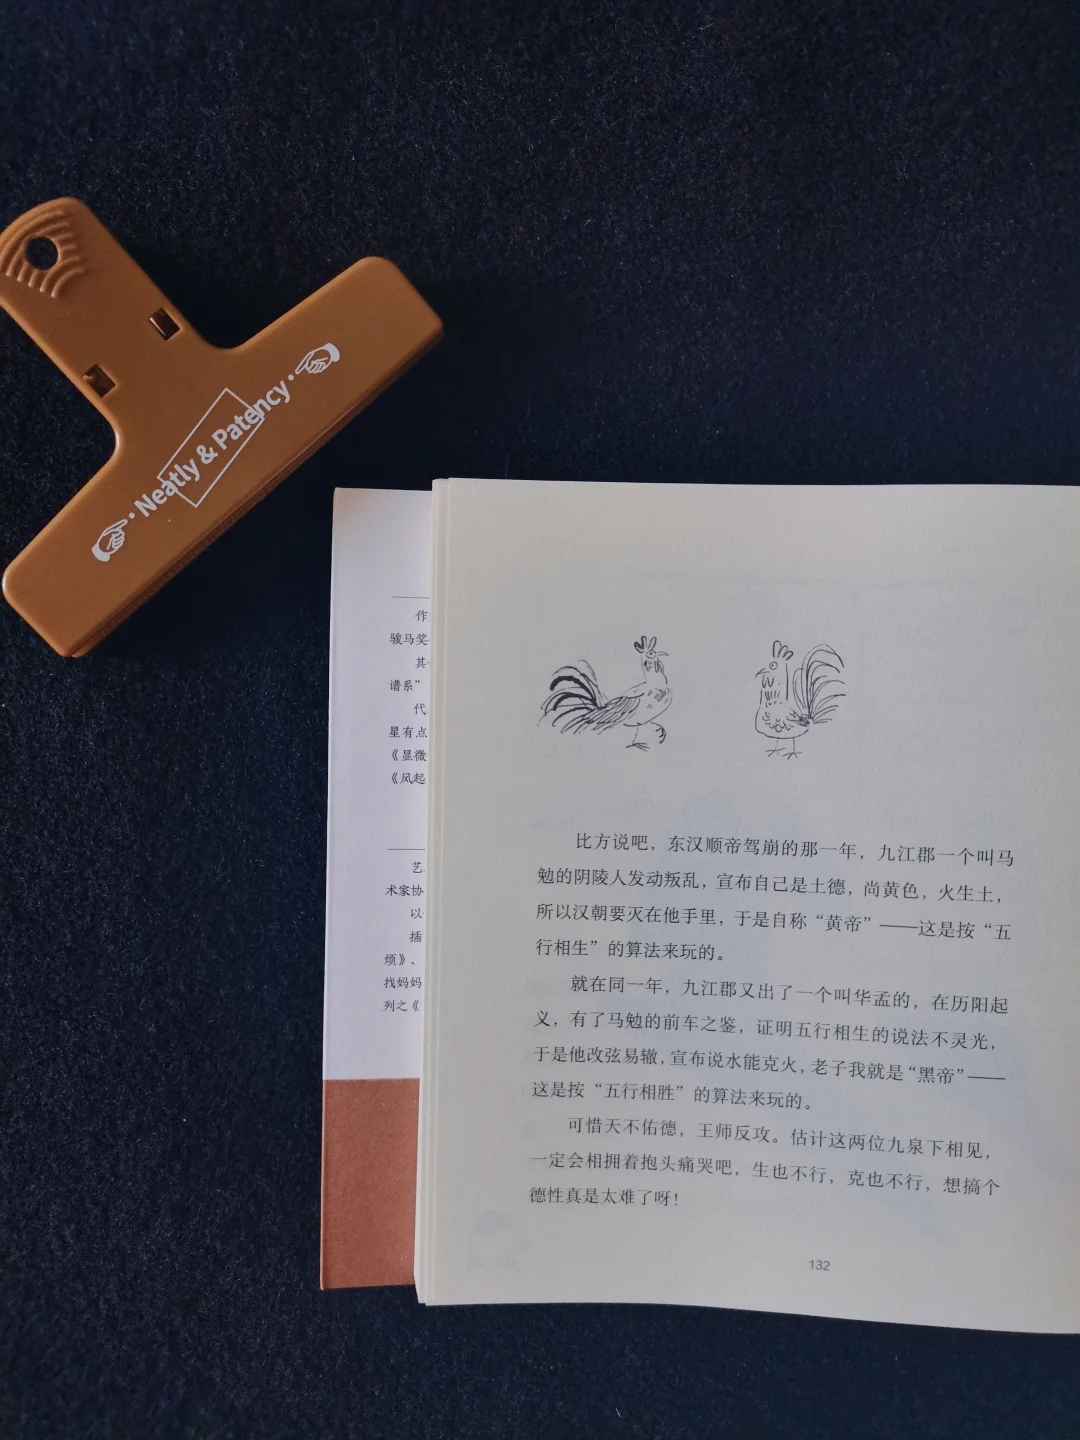 Neatly & Patency
作
骏马奖
其
谱系”
代
星有点
《显微
《风起
艺
术家协
以
插
烦》、
找妈妈
列之《
比方说吧，东汉顺帝驾崩的那一年，九江郡一个叫马
勉的阴陵人发动叛乱，宣布自己是土德，尚黄色，火生土，
所以汉朝要灭在他手里，于是自称“黄帝”——这是按“五
行相生”的算法来玩的。
就在同一年，九江郡又出了一个叫华孟的，在历阳起
义，有了马勉的前车之鉴，证明五行相生的说法不灵光，
于是他改弦易辙，宣布说水能克火，老子我就是“黑帝”——
这是按“五行相胜”的算法来玩的。
可惜天不佑德，王师反攻。估计这两位九泉下相见，
一定会相拥着抱头痛哭吧，生也不行，克也不行，想搞个
德性真是太难了呀！
132